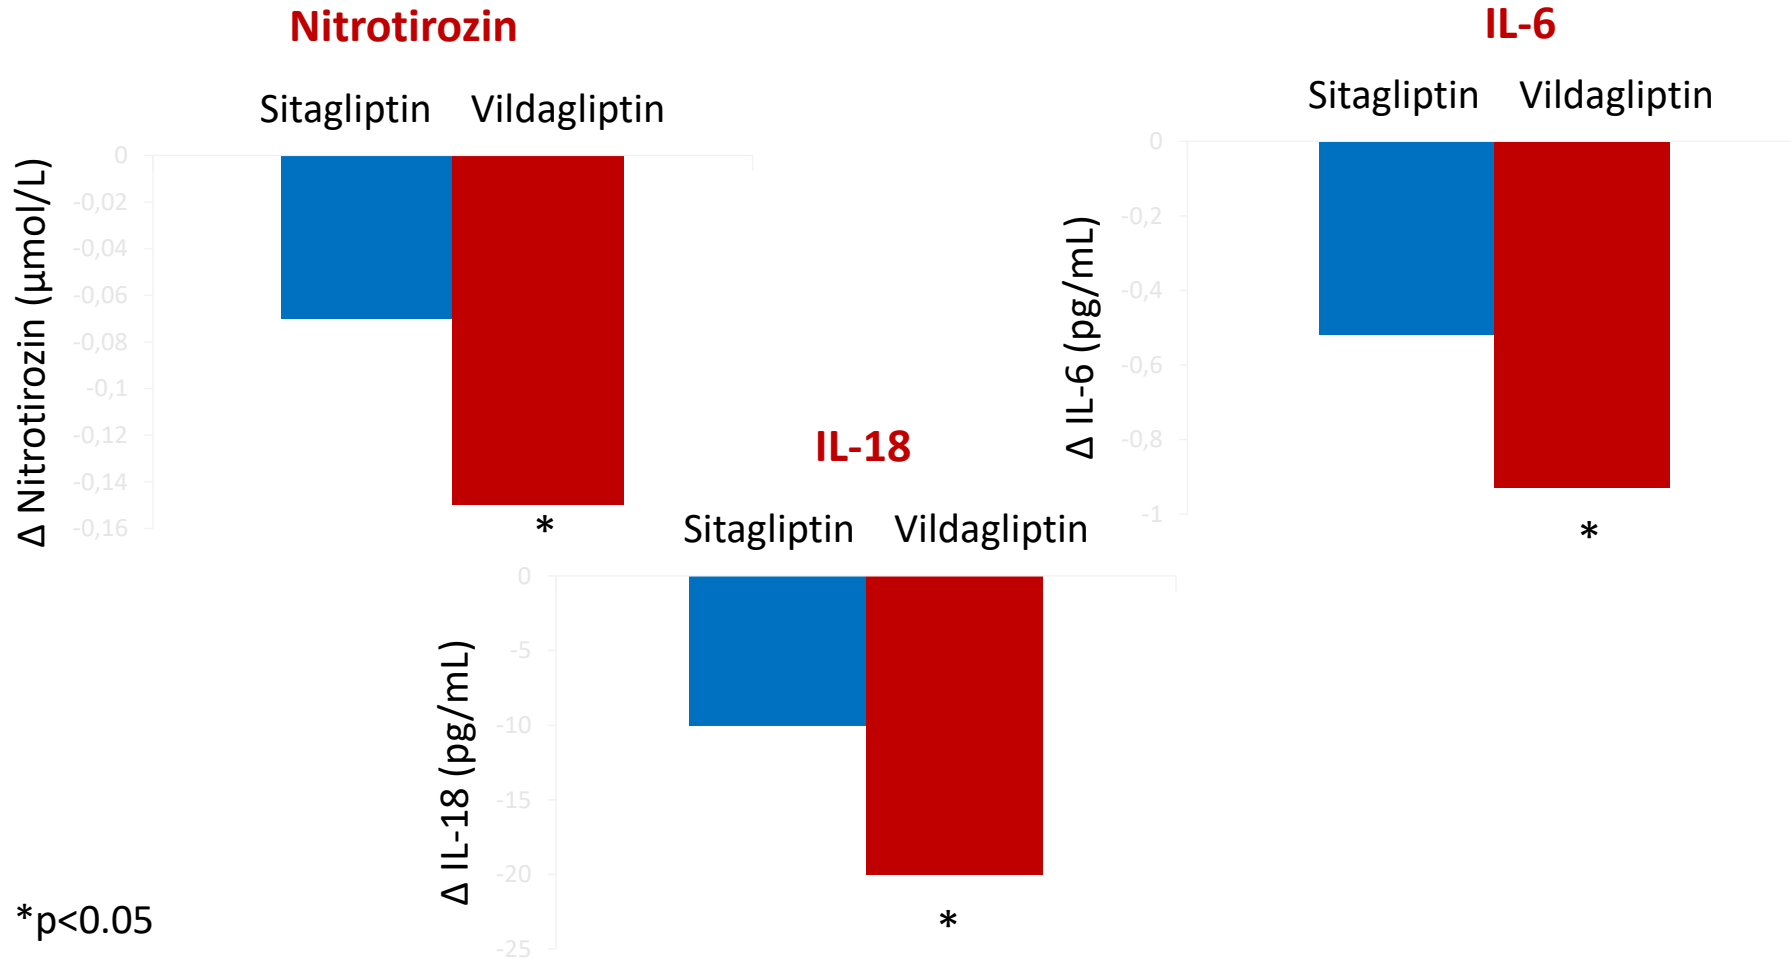 Nitrotirozin
Sitagliptin Vildagliptin
Δ Nitrotirozin (µmol/L)
0
-0,02
-0,04
-0,06
-0,08
-0,1
-0,12
-0,14
-0,16
*
IL-6
Sitagliptin Vildagliptin
Δ IL-6 (pg/mL)
0
-0,2
-0,4
-0,6
-0,8
-1
*
IL-18
Sitagliptin Vildagliptin
Δ IL-18 (pg/mL)
0
-5
-10
-15
-20
-25
*
*p<0.05